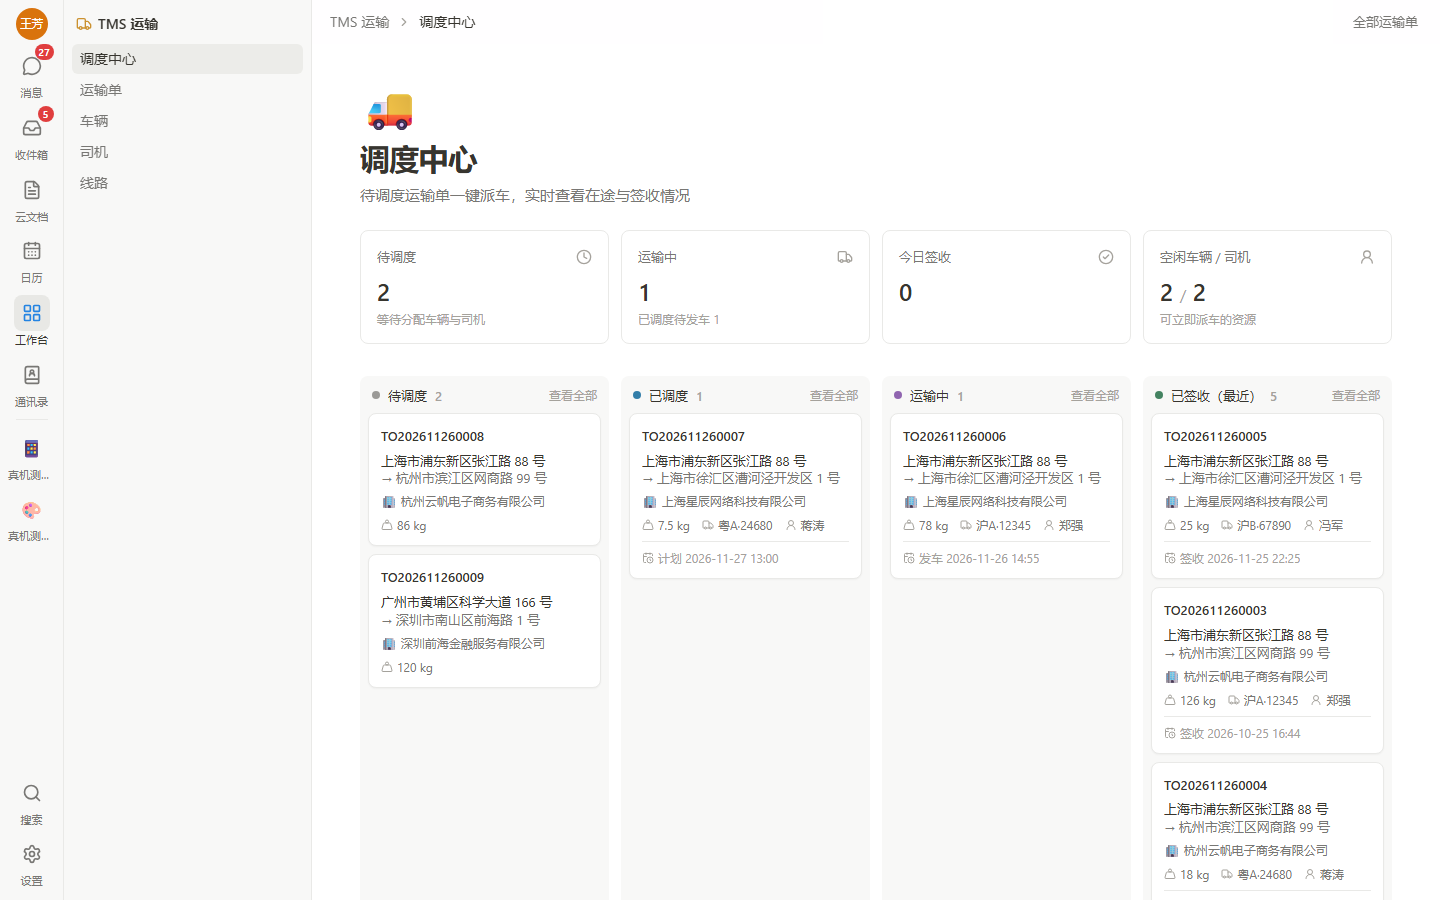 王芳
27
消息
5
收件箱
云文档
日历
工作台
通讯录
真机测...
真机测...
搜索
设置
TMS 运输
调度中心
运输单
车辆
司机
线路
TMS 运输 > 调度中心
全部运输单
调度中心
待调度运输单一键派车，实时查看在途与签收情况
待调度
2
等待分配车辆与司机
运输中
1
已调度待发车 1
今日签收
0
空闲车辆 / 司机
2 / 2
可立即派车的资源
待调度 2 查看全部
TO202611260008
上海市浦东新区张江路 88 号
→ 杭州市滨江区网商路 99 号
杭州云帆电子商务有限公司
86 kg
TO202611260009
广州市黄埔区科学大道 166 号
→ 深圳市南山区前海路 1 号
深圳前海金融服务有限公司
120 kg
已调度 1 查看全部
TO202611260007
上海市浦东新区张江路 88 号
→ 上海市徐汇区漕河泾开发区 1 号
上海星辰网络科技有限公司
7.5 kg 粤A·24680 蒋涛
计划 2026-11-27 13:00
运输中 1 查看全部
TO202611260006
上海市浦东新区张江路 88 号
→ 上海市徐汇区漕河泾开发区 1 号
上海星辰网络科技有限公司
78 kg 沪A·12345 郑强
发车 2026-11-26 14:55
已签收（最近） 5 查看全部
TO202611260005
上海市浦东新区张江路 88 号
→ 上海市徐汇区漕河泾开发区 1 号
上海星辰网络科技有限公司
25 kg 沪B·67890 冯军
签收 2026-11-25 22:25
TO202611260003
上海市浦东新区张江路 88 号
→ 杭州市滨江区网商路 99 号
杭州云帆电子商务有限公司
126 kg 沪A·12345 郑强
签收 2026-10-25 16:44
TO202611260004
上海市浦东新区张江路 88 号
→ 杭州市滨江区网商路 99 号
杭州云帆电子商务有限公司
18 kg 粤A·24680 蒋涛